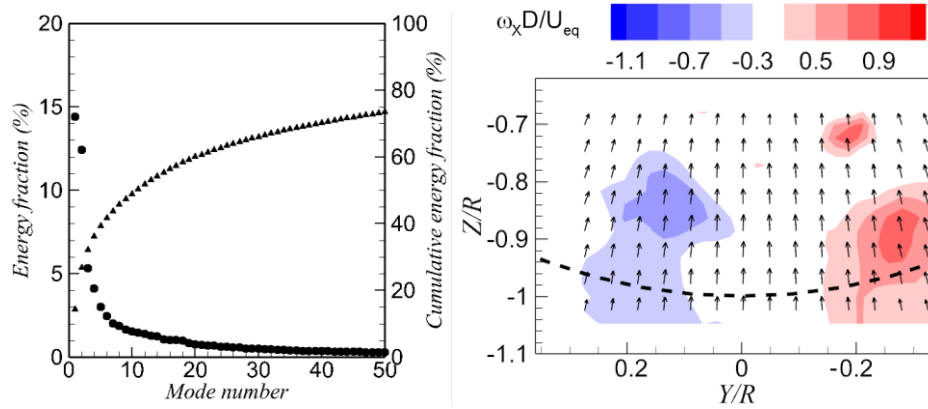 20
15
10
5
0
Energy fraction (%)
100
80
60
40
20
0
Cumulative energy fraction (%)
0 10 20 30 40 50
Mode number
ωXD/Ueq
-1.1 -0.7 -0.3 0.5 0.9
-0.7
-0.8
-0.9
-1
-1.1
Z/R
0.2 0 -0.2
Y/R